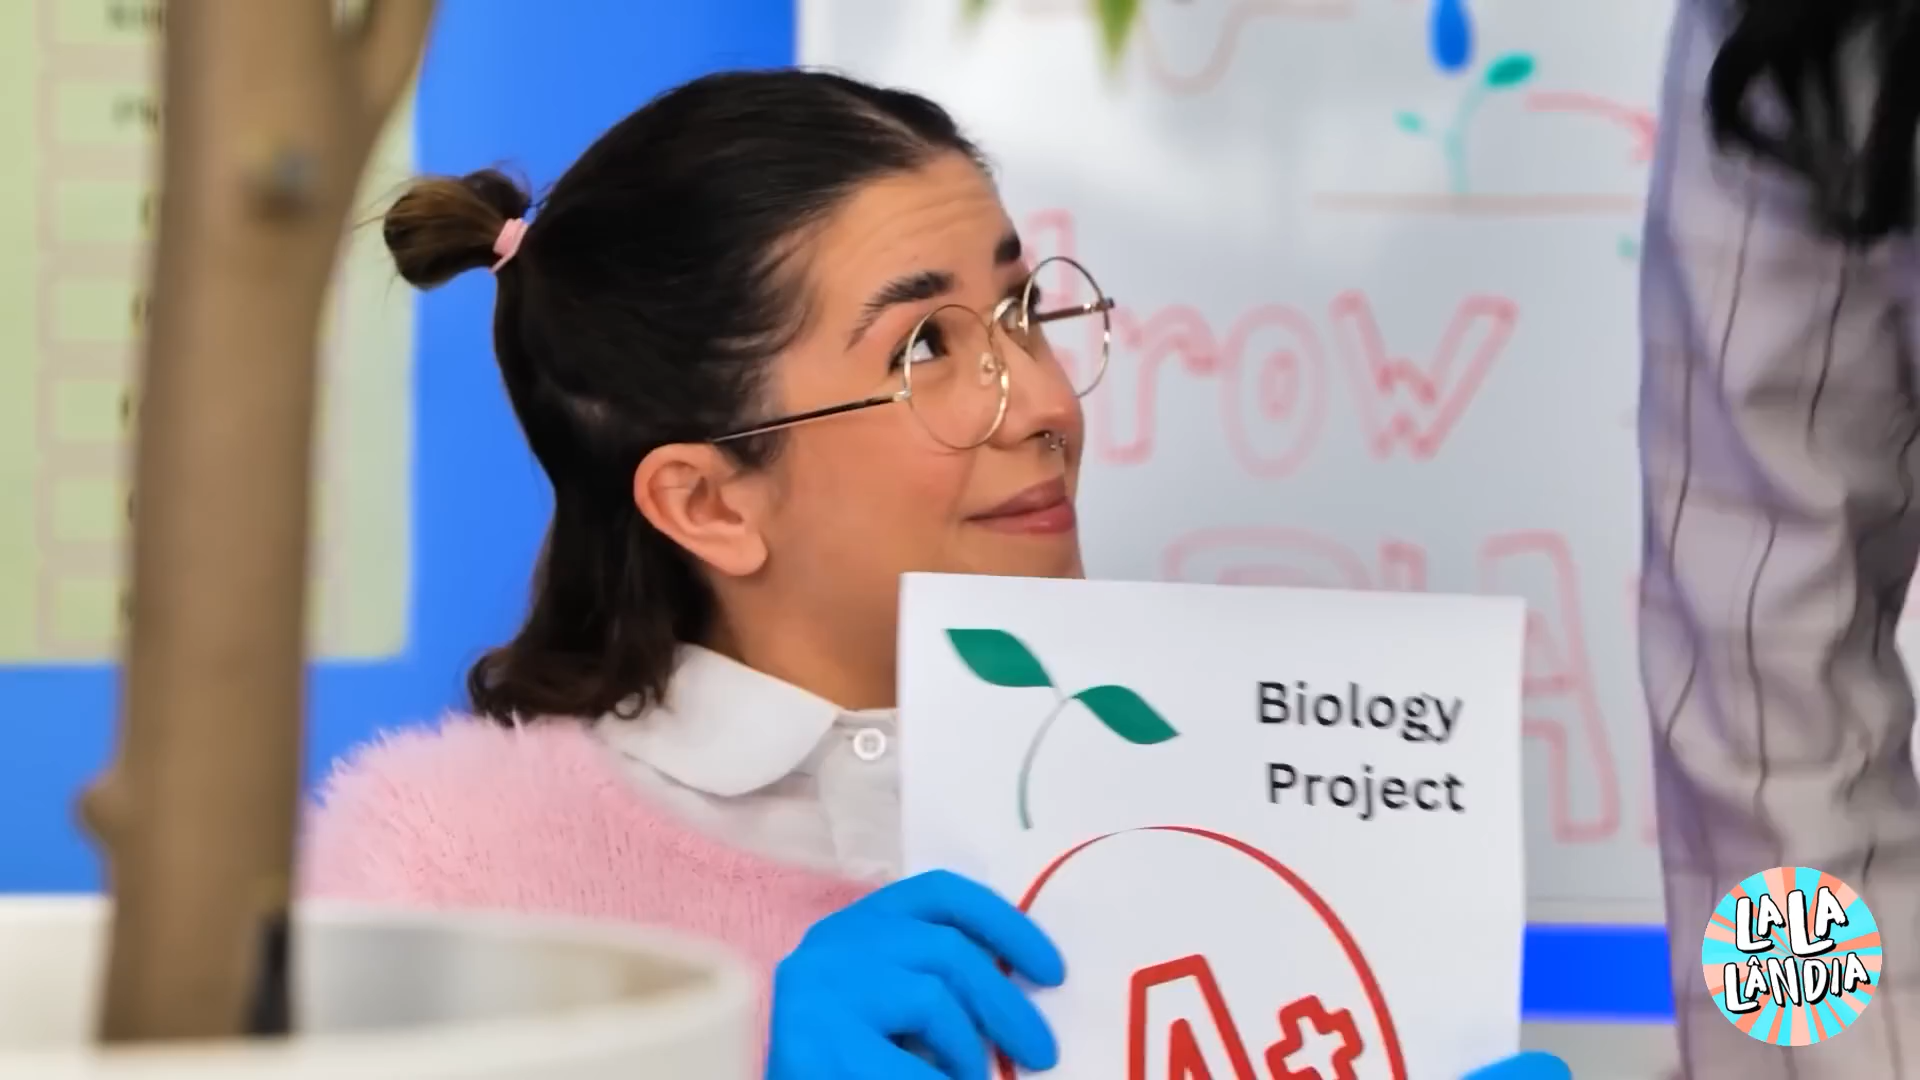 Grow
Biology
Project
A+
LA LA
LÂNDIA